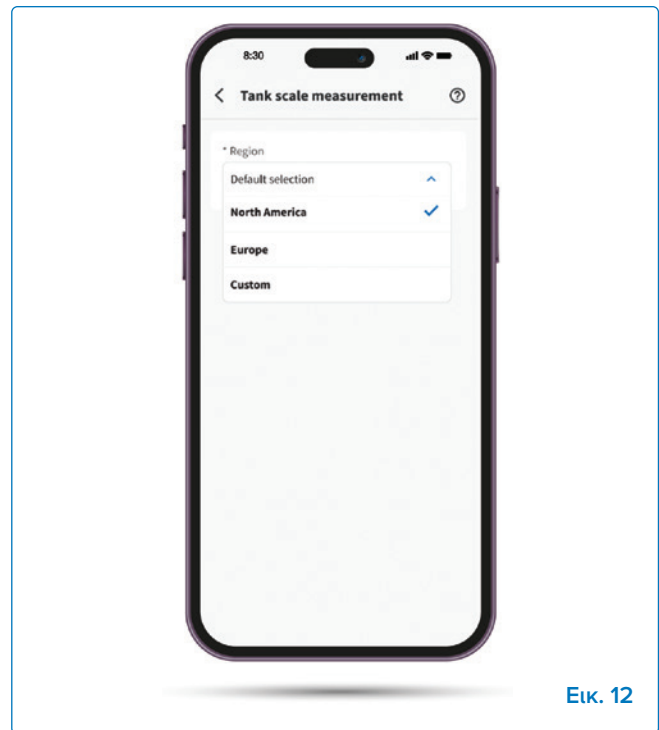 8:30
Tank scale measurement
* Region
Default selection
North America
Europe
Custom
Εικ. 12